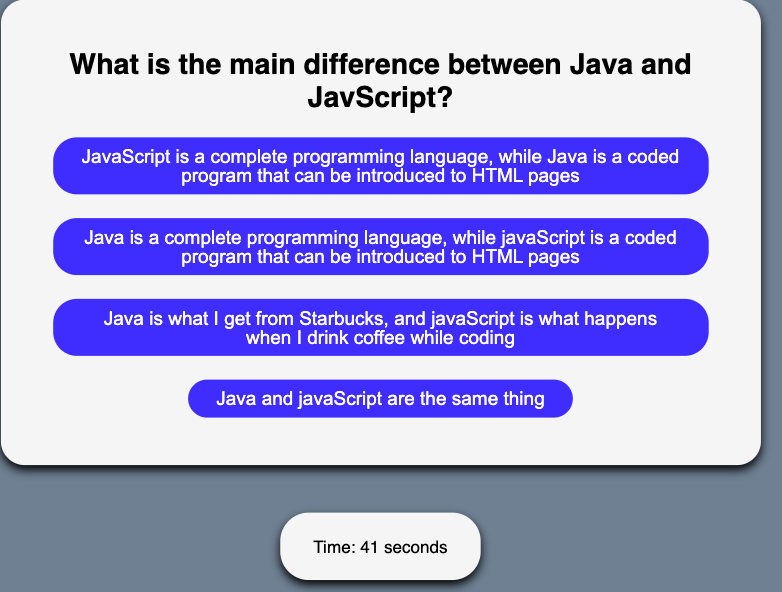 What is the main difference between Java and
JavScript?
JavaScript is a complete programming language, while Java is a coded
program that can be introduced to HTML pages
Java is a complete programming language, while javaScript is a coded
program that can be introduced to HTML pages
Java is what I get from Starbucks, and javaScript is what happens
when I drink coffee while coding
Java and javaScript are the same thing
Time: 41 seconds